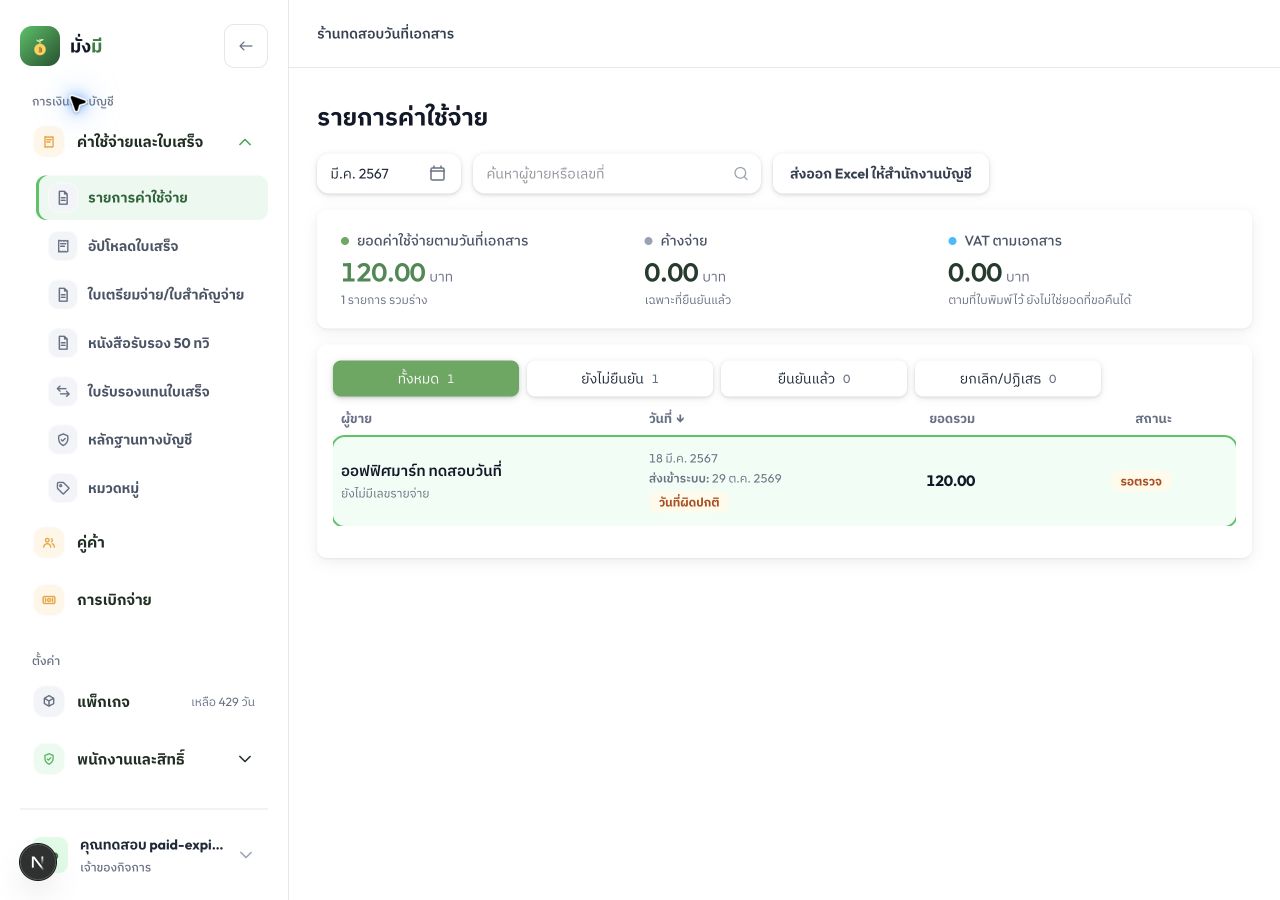 มั่งมี
การเงิน บัญชี
ค่าใช้จ่ายและใบเสร็จ
รายการค่าใช้จ่าย
อัปโหลดใบเสร็จ
ใบเตรียมจ่าย/ใบสำคัญจ่าย
หนังสือรับรอง 50 ทวิ
ใบรับรองแทนใบเสร็จ
หลักฐานทางบัญชี
หมวดหมู่
คู่ค้า
การเบิกจ่าย
ตั้งค่า
แพ็กเกจ เหลือ 429 วัน
พนักงานและสิทธิ์
คุณทดสอบ paid-expi...
เจ้าของกิจการ
N
ร้านทดสอบวันที่เอกสาร
รายการค่าใช้จ่าย
มี.ค. 2567 ค้นหาผู้ขายหรือเลขที่ ส่งออก Excel ให้สำนักงานบัญชี
ยอดค่าใช้จ่ายตามวันที่เอกสาร ค้างจ่าย VAT ตามเอกสาร
120.00 บาท 0.00 บาท 0.00 บาท
1 รายการ รวมร่าง เฉพาะที่ยืนยันแล้ว ตามที่ใบพิมพ์ไว้ ยังไม่ใช่ยอดที่ขอคืนได้
ทั้งหมด 1 ยังไม่ยืนยัน 1 ยืนยันแล้ว 0 ยกเลิก/ปฏิเสธ 0
ผู้ขาย วันที่ ↓ ยอดรวม สถานะ
ออฟฟิศมาร์ท ทดสอบวันที่ 18 มี.ค. 2567 120.00 รอตรวจ
ยังไม่มีเลขรายจ่าย ส่งเข้าระบบ: 29 ต.ค. 2569
วันที่ผิดปกติ